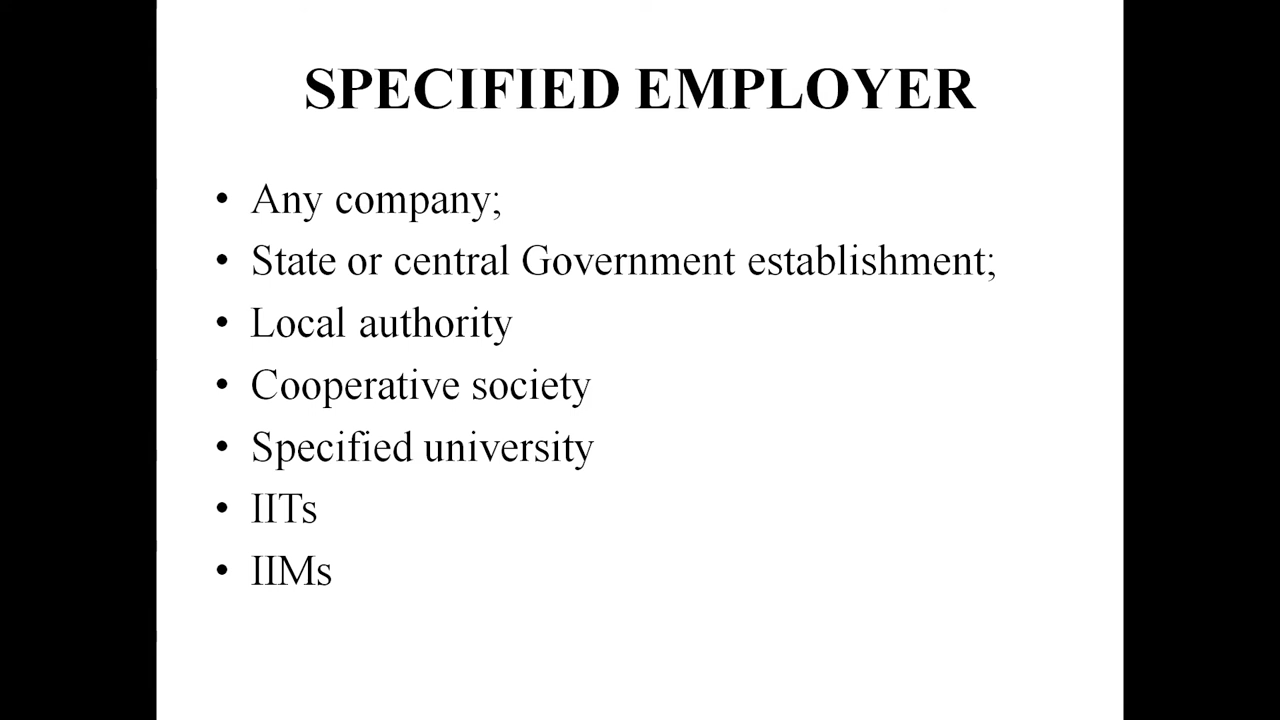 SPECIFIED EMPLOYER
• Any company;
• State or central Government establishment;
• Local authority
• Cooperative society
• Specified university
• IITs
• IIMs